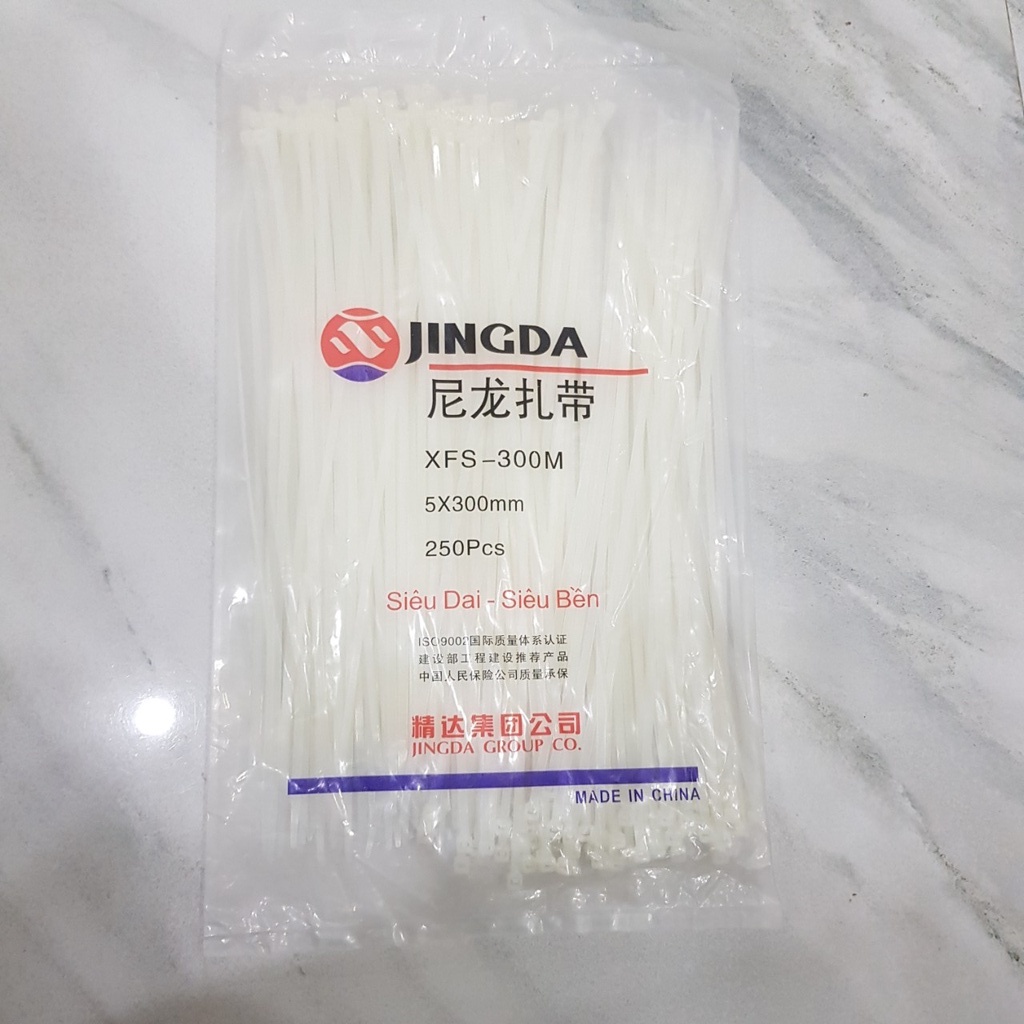 JINGDA
尼龙扎带
XFS-300M
5X300mm
250Pcs
Siêu Dai - Siêu Bền
ISO9002国际质量体系认证
建设部工程建设推荐产品
中国人民保险公司质量承保
精达集团公司
JINGDA GROUP CO.
MADE IN CHINA